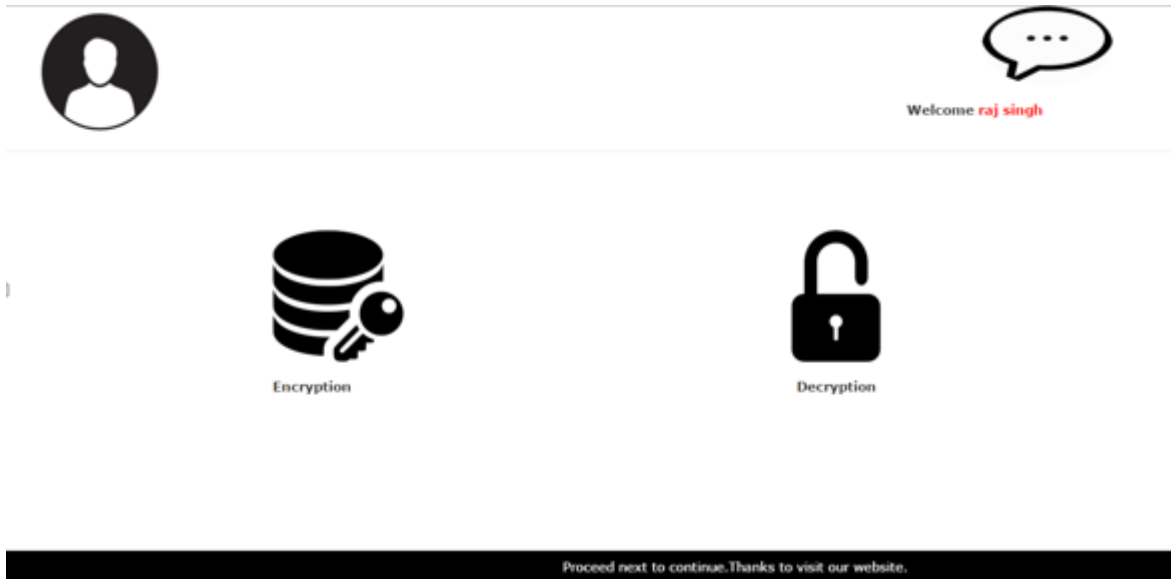 Welcome raj singh
Encryption
Decryption
Proceed next to continue.Thanks to visit our website.